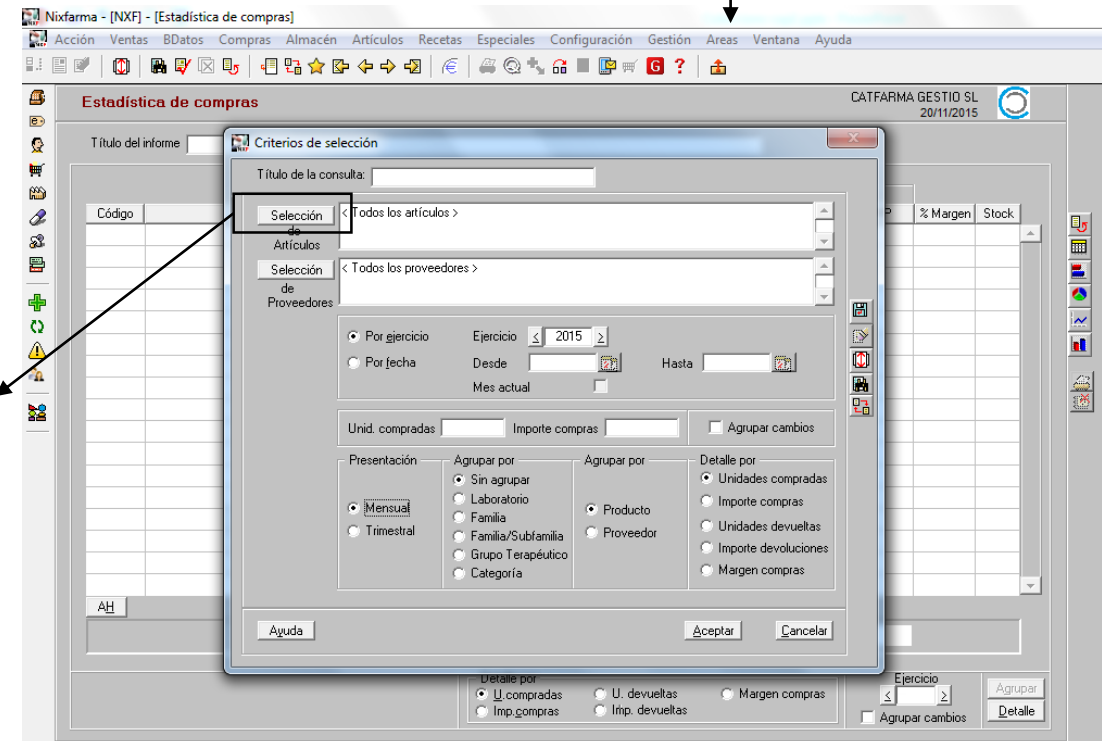 Nixfarma - [NXF] - [Estadística de compras]
Acción Ventas BDatos Compras Almacén Artículos Recetas Especiales Configuración Gestión Areas Ventana Ayuda
G ?
Estadística de compras
CATFARMA GESTIO SL
20/11/2015
Título del informe
Criterios de selección
Título de la consulta:
Código
% Margen Stock
Selección
de
Artículos
< Todos los artículos >
Selección
de
Proveedores
< Todos los proveedores >
Por ejercicio Ejercicio < 2015 >
Por fecha Desde Hasta
Mes actual
Unid. compradas Importe compras Agrupar cambios
Presentación Agrupar por Agrupar por Detalle por
Sin agrupar Unidades compradas
Laboratorio Importe compras
Mensual Familia Producto
Trimestral Familia/Subfamilia Proveedor Unidades devueltas
Grupo Terapéutico Importe devoluciones
Categoría Margen compras
AH
Ayuda Aceptar Cancelar
Detalle por
U.compradas U. devueltas Margen compras
Imp.compras Imp. devueltas
Ejercicio
< >
Agrupar cambios
Agrupar
Detalle